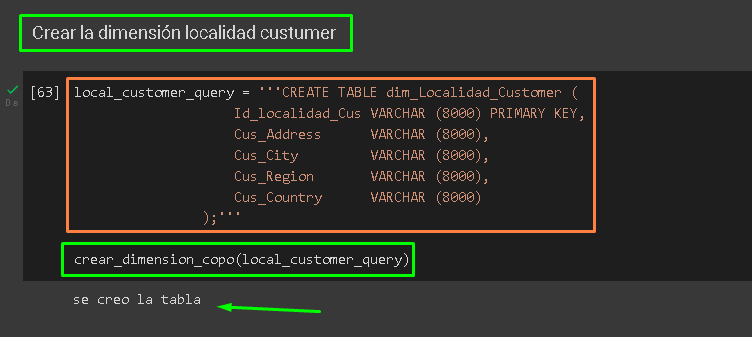 Crear la dimensión localidad custumer
[63] local_customer_query = '''CREATE TABLE dim_Localidad_Customer (
Id_localidad_Cus VARCHAR (8000) PRIMARY KEY,
Cus_Address VARCHAR (8000),
Cus_City VARCHAR (8000),
Cus_Region VARCHAR (8000),
Cus_Country VARCHAR (8000)
);'''
crear_dimension_copo(local_customer_query)
se creo la tabla